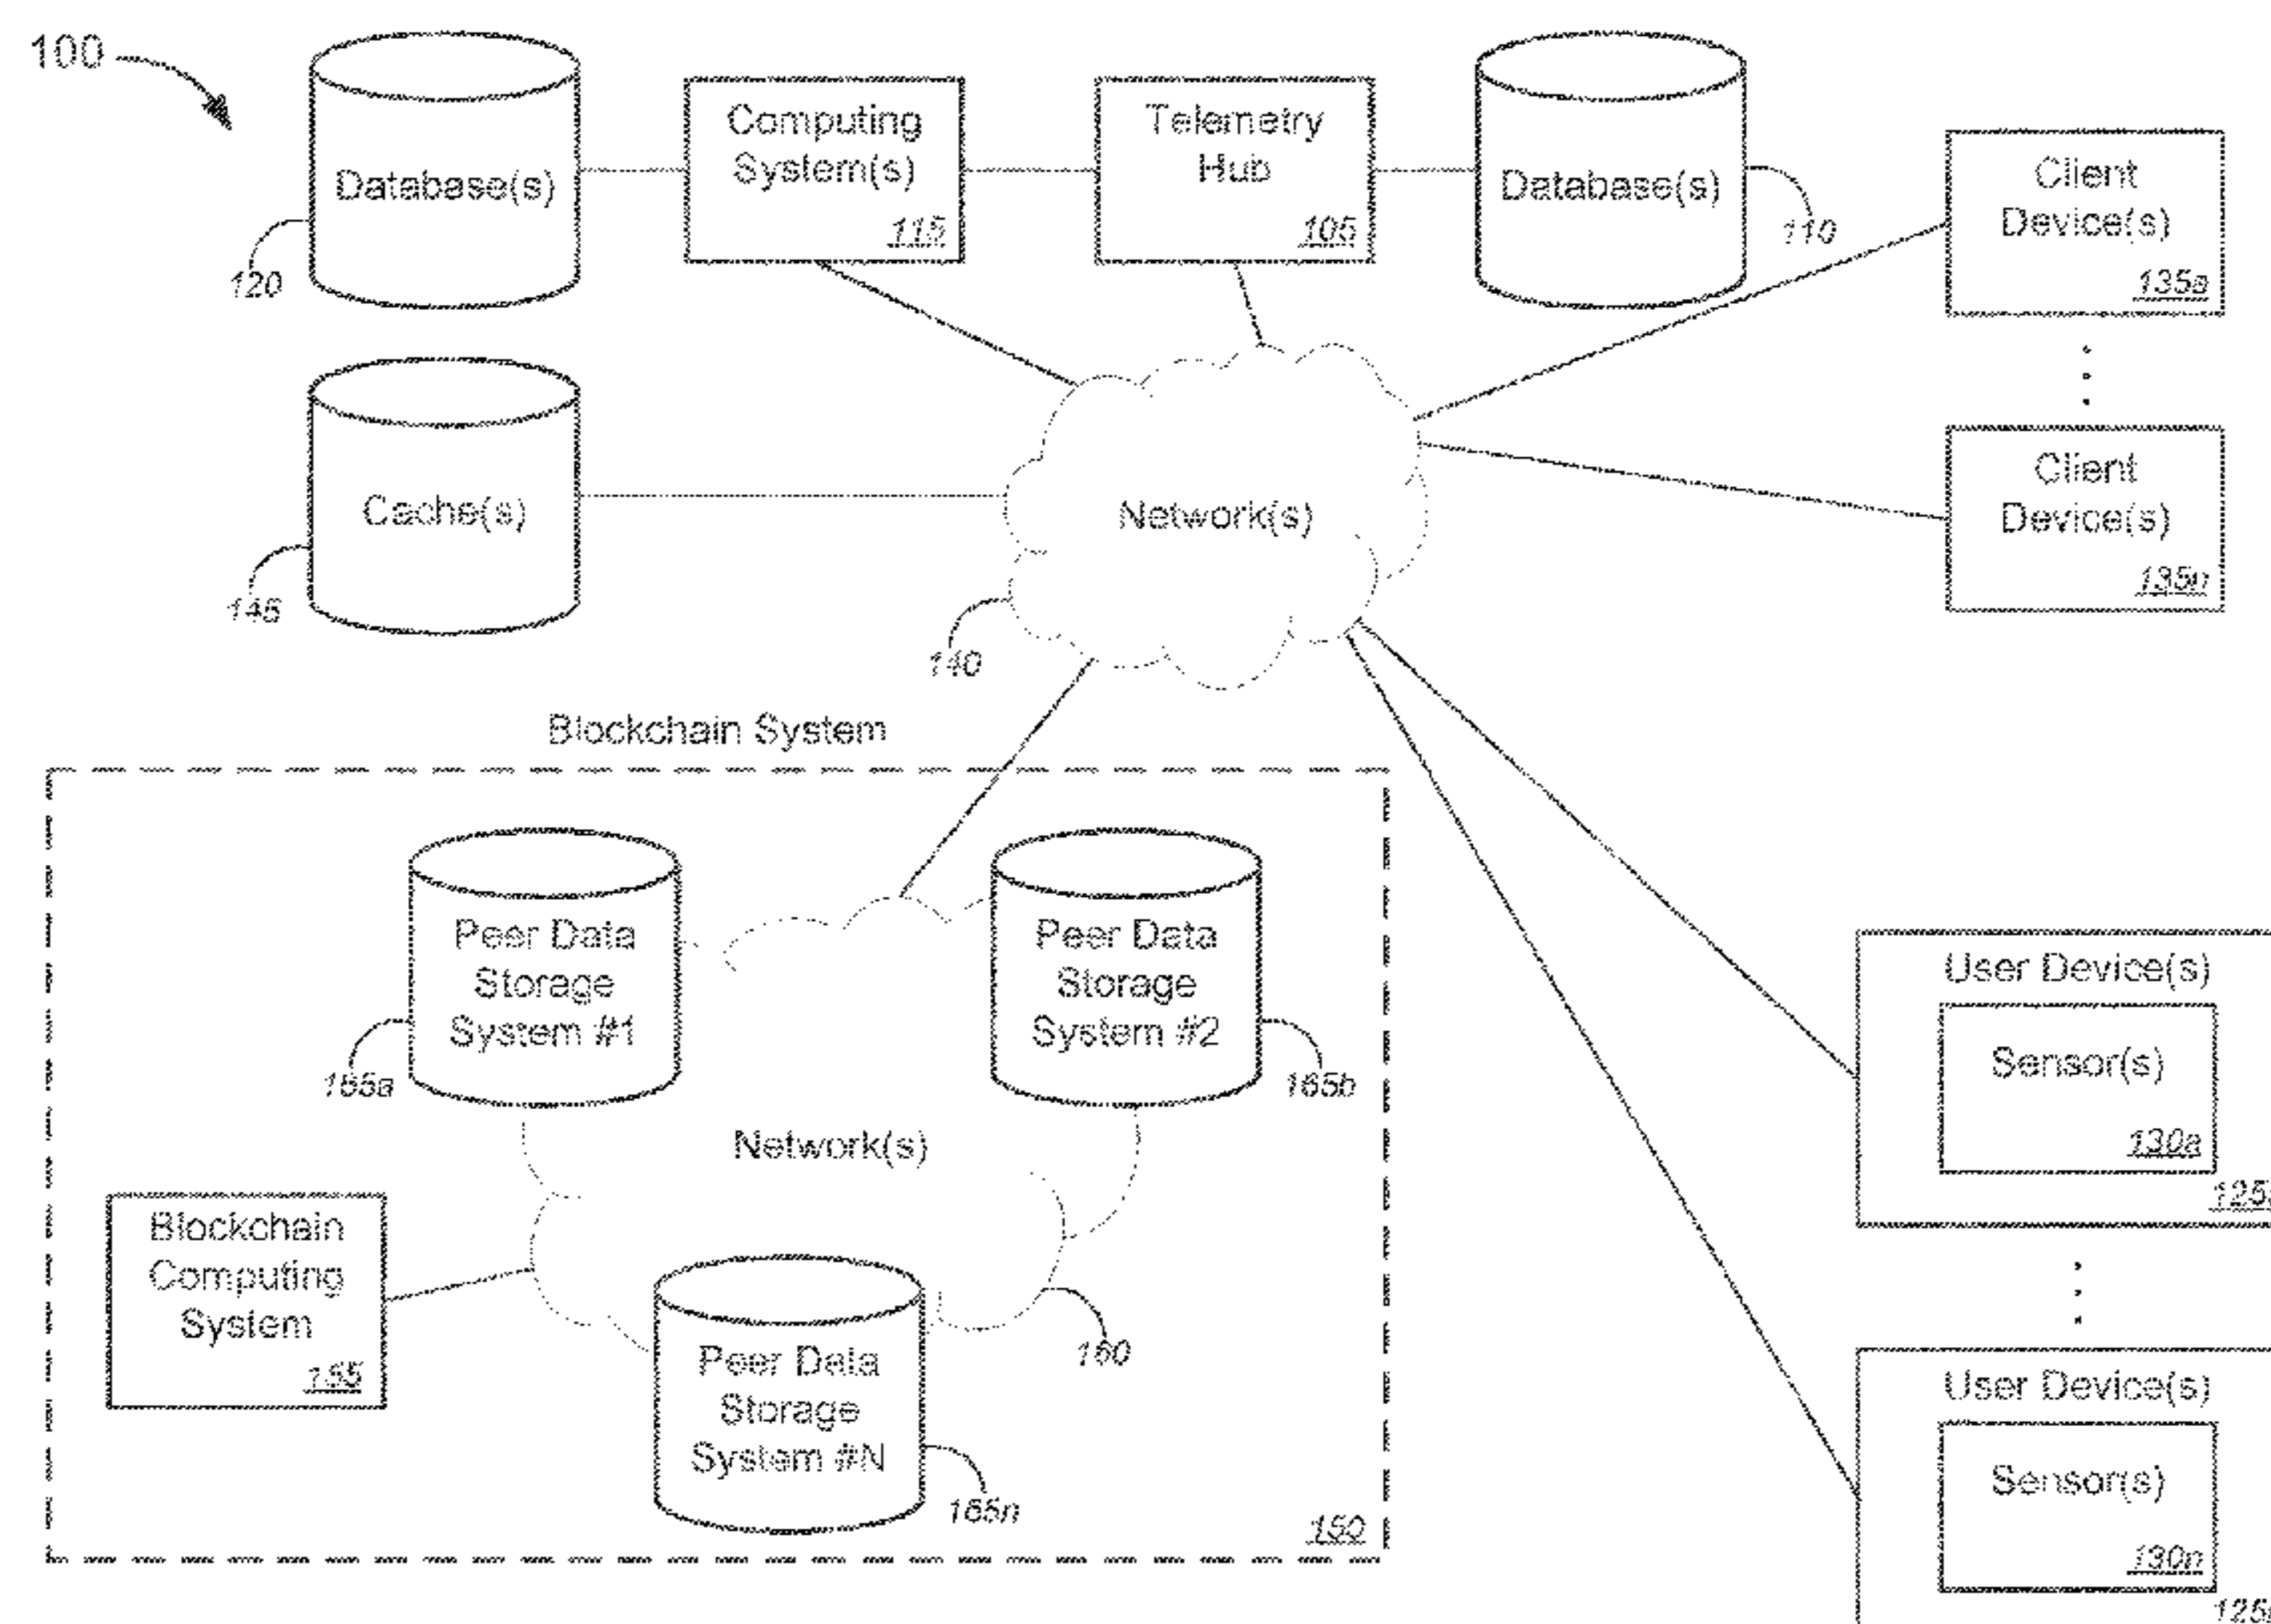 100
Database(s)
120
Computing
System(s)
115
Telemetry
Hub
105
Database(s)
110
Client
Device(s)
135a
Cache(s)
145
Network(s)
140
Client
Device(s)
135n
Blockchain System
Peer Data
Storage
System #1
165a
Peer Data
Storage
System #2
165b
Network(s)
160
Blockchain
Computing
System
155
Peer Data
Storage
System #N
165n
150
User Device(s)
Sensor(s)
130a
User Device(s)
Sensor(s)
130n